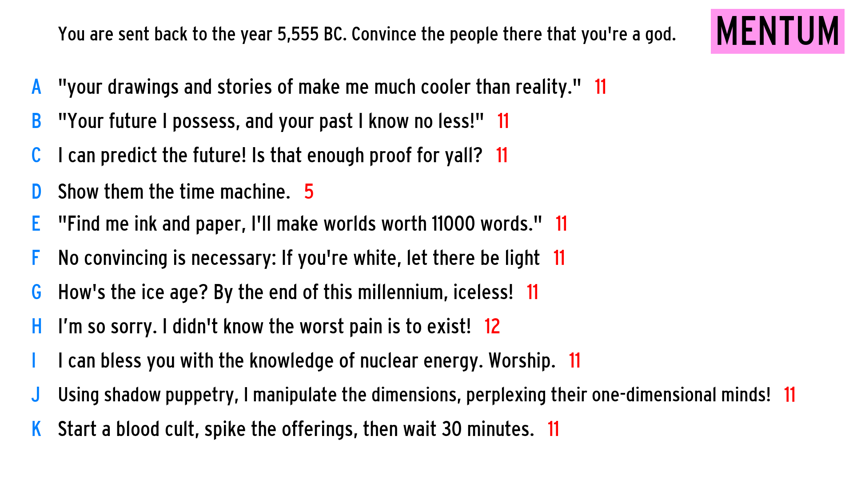 You are sent back to the year 5,555 BC. Convince the people there that you're a god.
MENTUM
A "your drawings and stories of make me much cooler than reality." 11
B "Your future I possess, and your past I know no less!" 11
C I can predict the future! Is that enough proof for yall? 11
D Show them the time machine. 5
E "Find me ink and paper, I'll make worlds worth 11000 words." 11
F No convincing is necessary: If you're white, let there be light 11
G How's the ice age? By the end of this millennium, iceless! 11
H I’m so sorry. I didn't know the worst pain is to exist! 12
I I can bless you with the knowledge of nuclear energy. Worship. 11
J Using shadow puppetry, I manipulate the dimensions, perplexing their one-dimensional minds! 11
K Start a blood cult, spike the offerings, then wait 30 minutes. 11